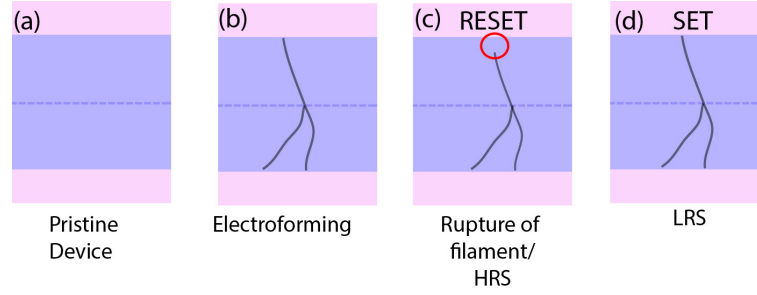 (a)
(b)
(c) RESET
(d) SET
Pristine
Device
Electroforming
Rupture of
filament/
HRS
LRS